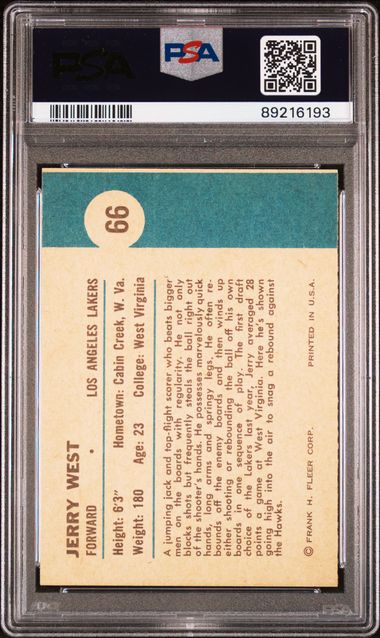 PSA
PSA
89216193
66
JERRY WEST
FORWARD • LOS ANGELES LAKERS
Height: 6'3" Hometown: Cabin Creek, W. Va.
Weight: 180 Age: 23 College: West Virginia
A jumping jack and top-flight scorer who beats bigger
men on the boards with regularity. He not only
blocks shots but frequently steals the ball right out
of the shooter's hands. He possesses marvelously quick
hands, long arms and springy legs. He often re-
bounds off the enemy boards and then winds up
either shooting or rebounding the ball off his own
boards in one sequence of play. The first draft
choice of the Lakers last year, Jerry averaged 28
points a game at West Virginia. Here he's shown
going high into the air to snag a rebound against
the Hawks.
© FRANK H. FLEER CORP. PRINTED IN U.S.A.